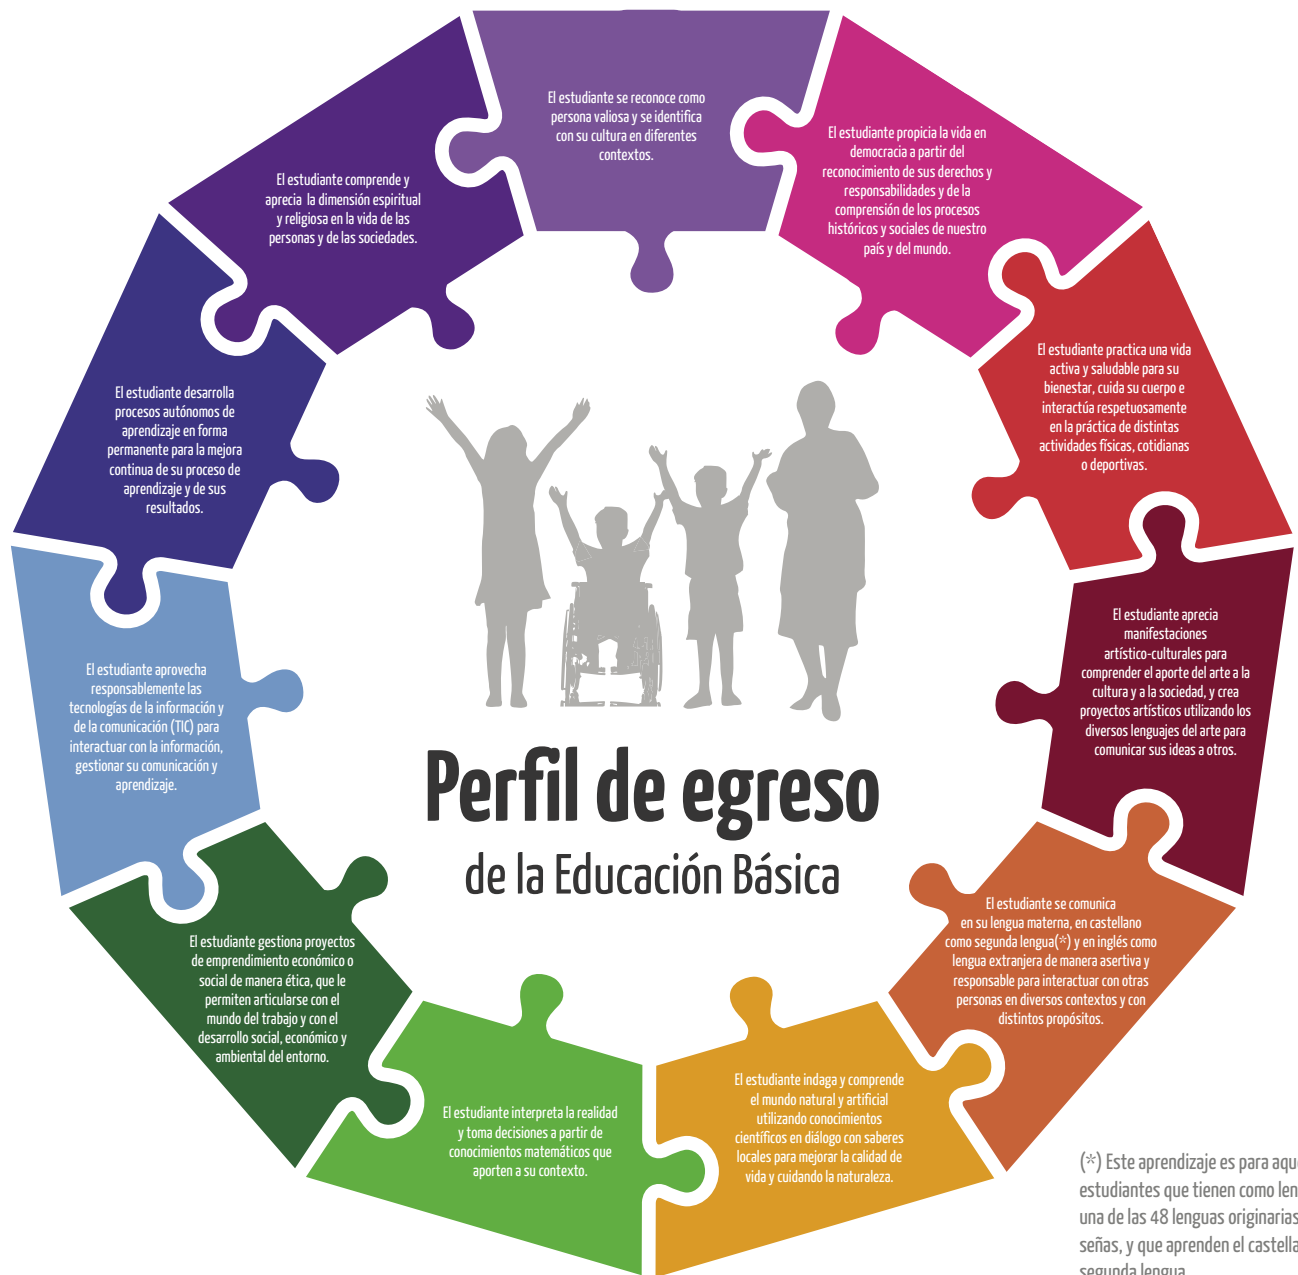 El estudiante se reconoce como
persona valiosa y se identifica
con su cultura en diferentes
contextos.
El estudiante propicia la vida en
democracia a partir del
reconocimiento de sus derechos y
responsabilidades y de la
comprensión de los procesos
históricos y sociales de nuestro
país y del mundo.
El estudiante practica una vida
activa y saludable para su
bienestar, cuida su cuerpo e
interactúa respetuosamente
en la práctica de distintas
actividades físicas, cotidianas
o deportivas.
El estudiante aprecia
manifestaciones
artístico-culturales para
comprender el aporte del arte a la
cultura y a la sociedad, y crea
proyectos artísticos utilizando los
diversos lenguajes del arte para
comunicar sus ideas a otros.
El estudiante se comunica
en su lengua materna, en castellano
como segunda lengua(*) y en inglés como
lengua extranjera de manera asertiva y
responsable para interactuar con otras
personas en diversos contextos y con
distintos propósitos.
El estudiante indaga y comprende
el mundo natural y artificial
utilizando conocimientos
científicos en diálogo con saberes
locales para mejorar la calidad de
vida y cuidando la naturaleza.
El estudiante interpreta la realidad
y toma decisiones a partir de
conocimientos matemáticos que
aporten a su contexto.
El estudiante gestiona proyectos
de emprendimiento económico o
social de manera ética, que le
permiten articularse con el
mundo del trabajo y con el
desarrollo social, económico y
ambiental del entorno.
El estudiante aprovecha
responsablemente las
tecnologías de la información y
de la comunicación (TIC) para
interactuar con la información,
gestionar su comunicación y
aprendizaje.
El estudiante desarrolla
procesos autónomos de
aprendizaje en forma
permanente para la mejora
continua de su proceso de
aprendizaje y de sus
resultados.
El estudiante comprende y
aprecia la dimensión espiritual
y religiosa en la vida de las
personas y de las sociedades.
Perfil de egreso
de la Educación Básica
(*) Este aprendizaje es para
estudiantes que tienen como
una de las 48 lenguas originarias
señas, y que aprenden el
segunda lengua